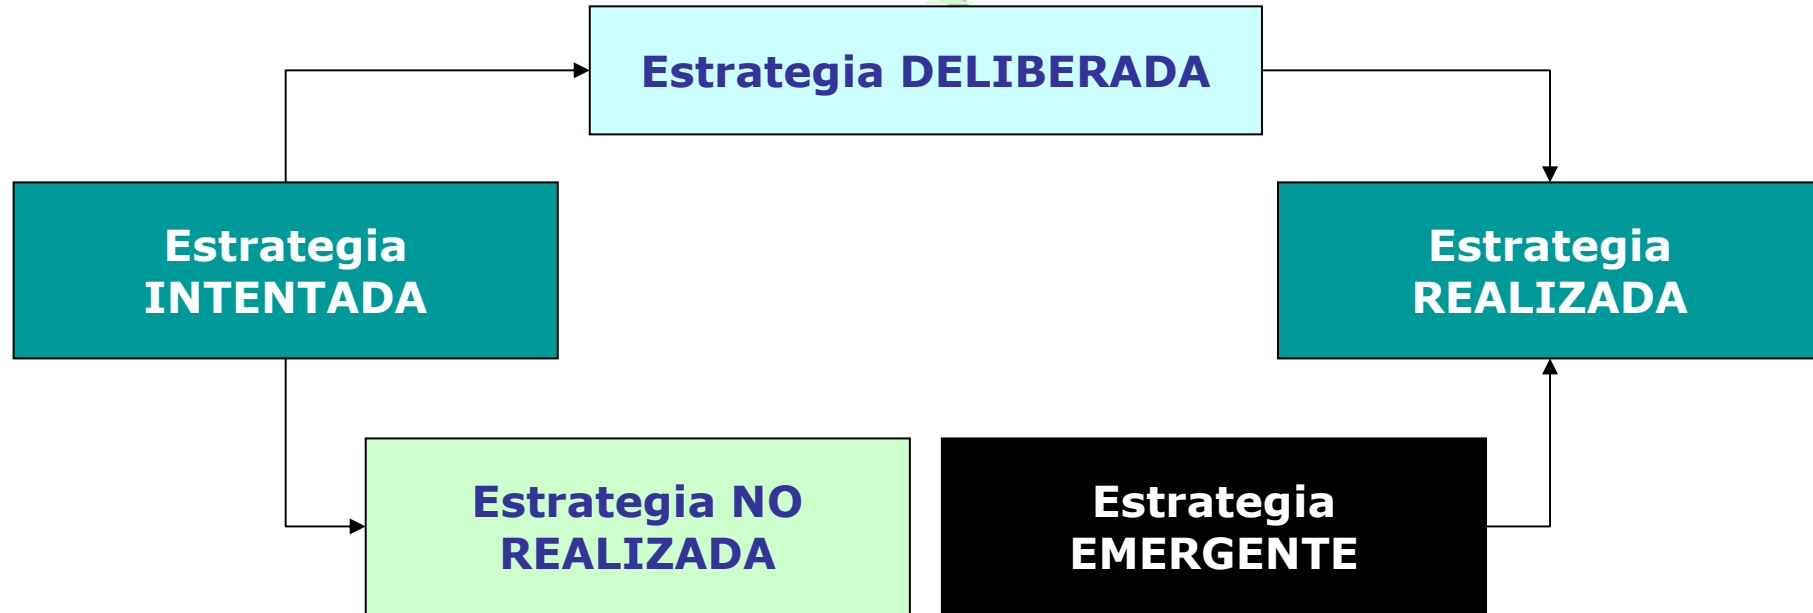 Estrategia DELIBERADA
Estrategia
INTENTADA
Estrategia
REALIZADA
Estrategia NO
REALIZADA
Estrategia
EMERGENTE